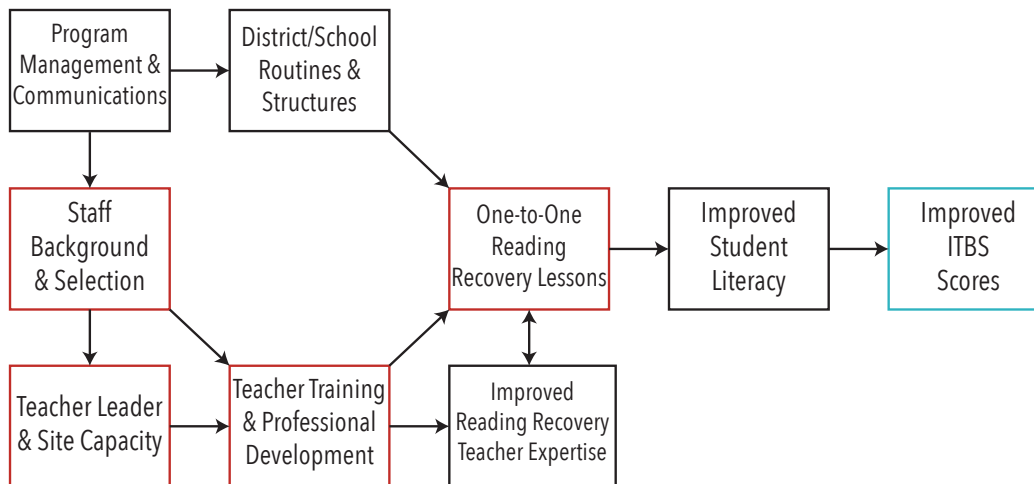 Program
Management &
Communications
District/School
Routines &
Structures
Staff
Background
& Selection
One-to-One
Reading
Recovery Lessons
Improved
Student
Literacy
Improved
ITBS
Scores
Teacher Leader
& Site Capacity
Teacher Training
& Professional
Development
Improved
Reading Recovery
Teacher Expertise